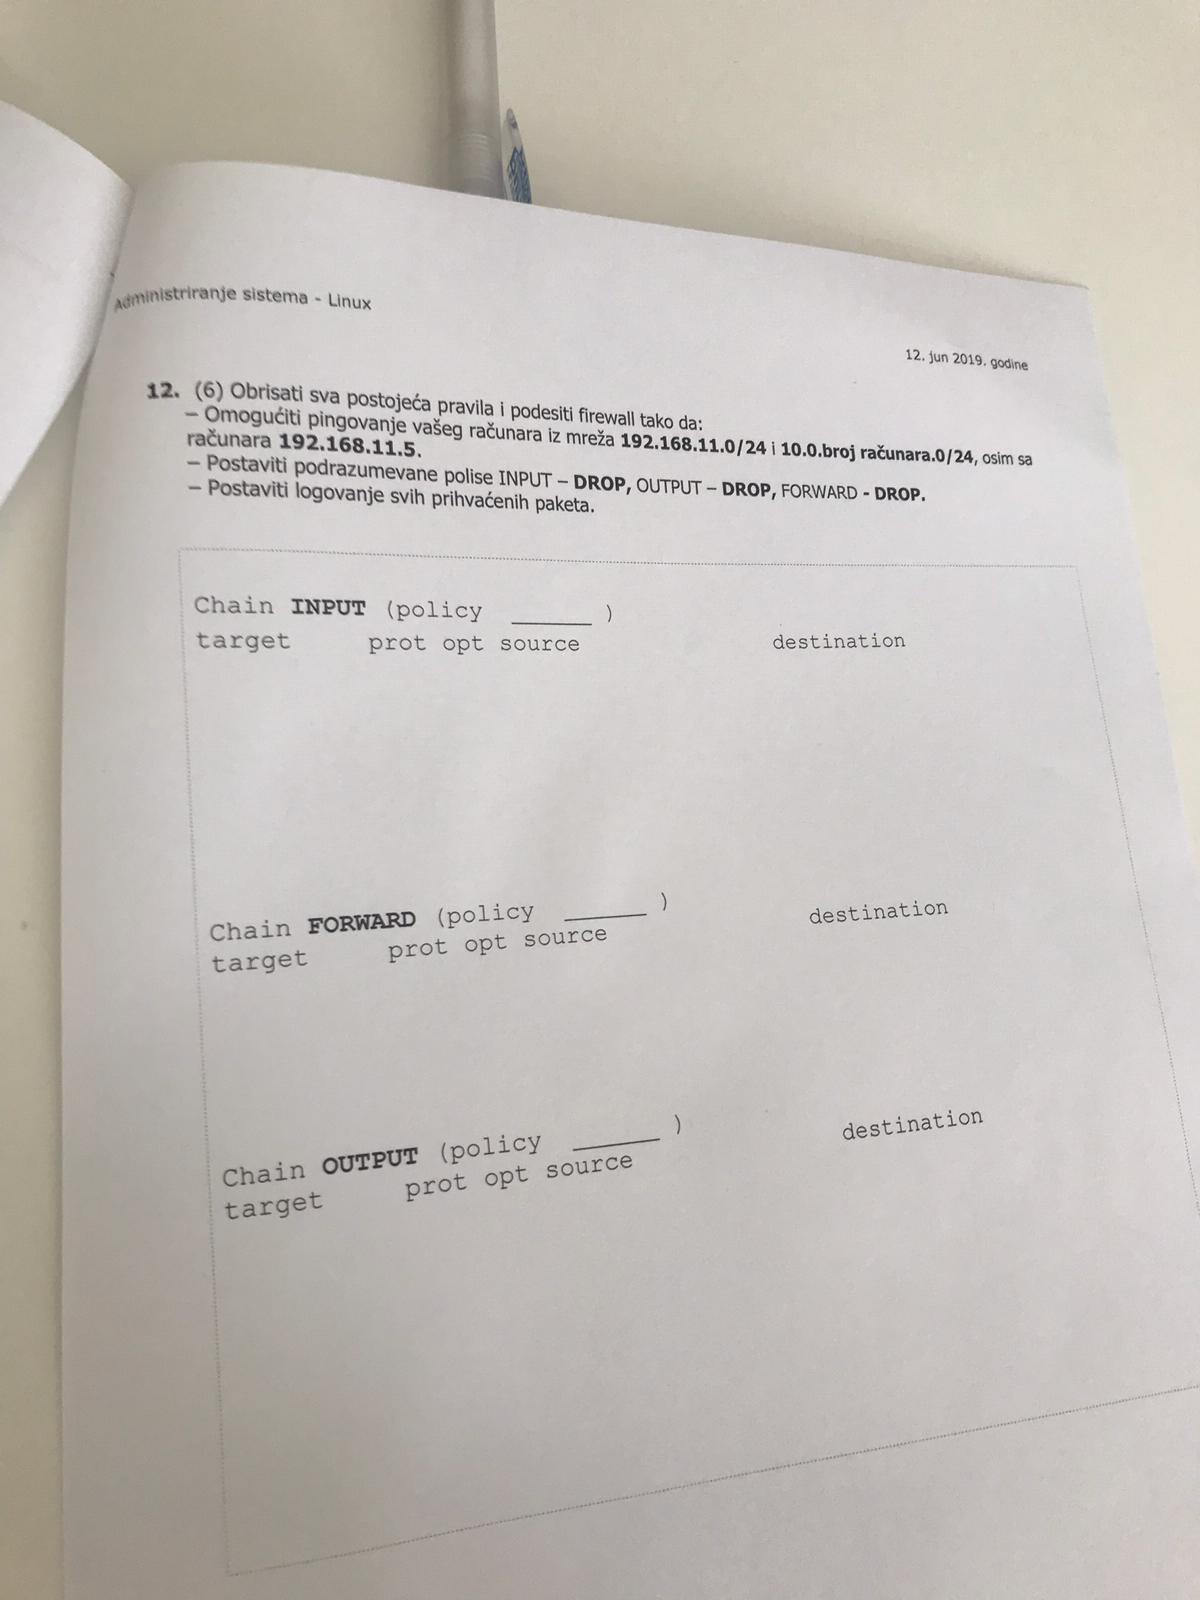 Administriranje sistema - Linux
12. jun 2019. godine
12. (6) Obrisati sva postojeća pravila i podesiti firewall tako da:
– Omogućiti pingovanje vašeg računara iz mreža 192.168.11.0/24 i 10.0.broj računara.0/24, osim sa
računara 192.168.11.5.
– Postaviti podrazumevane polise INPUT – DROP, OUTPUT – DROP, FORWARD - DROP.
– Postaviti logovanje svih prihvaćenih paketa.
Chain INPUT (policy ______ )
target prot opt source destination
Chain FORWARD (policy ______ )
target prot opt source destination
Chain OUTPUT (policy ______ )
target prot opt source destination